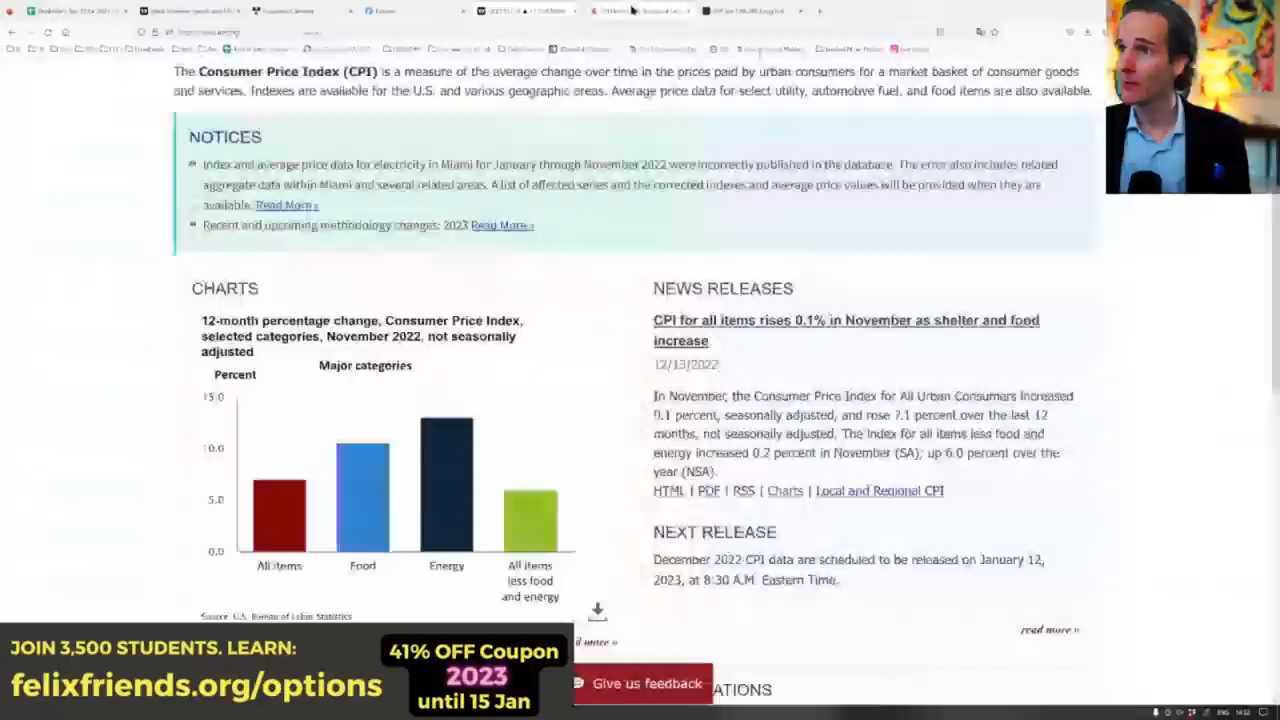 The Consumer Price Index (CPI) is a measure of the average change over time in the prices paid by urban consumers for a market basket of consumer goods
and services. Indexes are available for the U.S. and various geographic areas. Average price data for select utility, automotive fuel, and food items are also available.
NOTICES
Index and average price data for electricity in Miami for January through November 2022 were incorrectly published in the database. The error also includes related
aggregate data within Miami and several related areas. A list of affected series and the corrected indexes and average price values will be provided when they are
available. Read More »
Recent and upcoming methodology changes: 2023 Read More »
CHARTS
12-month percentage change, Consumer Price Index,
selected categories, November 2022, not seasonally
adjusted
Major categories
Percent
15.0
10.0
5.0
0.0
All items
Food
Energy
All items
less food
and energy
Source: U.S. Bureau of Labor Statistics
NEWS RELEASES
CPI for all items rises 0.1% in November as shelter and food
increase
12/13/2022
In November, the Consumer Price Index for All Urban Consumers increased
0.1 percent, seasonally adjusted, and rose 7.1 percent over the last 12
months, not seasonally adjusted. The index for all items less food and
energy increased 0.2 percent in November (SA); up 6.0 percent over the
year (NSA).
HTML | PDF | RSS | Charts | Local and Regional CPI
NEXT RELEASE
December 2022 CPI data are scheduled to be released on January 12,
2023, at 8:30 A.M. Eastern Time.
read more »
d more »
JOIN 3,500 STUDENTS. LEARN:
felixfriends.org/options
41% OFF Coupon
2023
until 15 Jan
Give us feedback
ATIONS
ENG 14:32